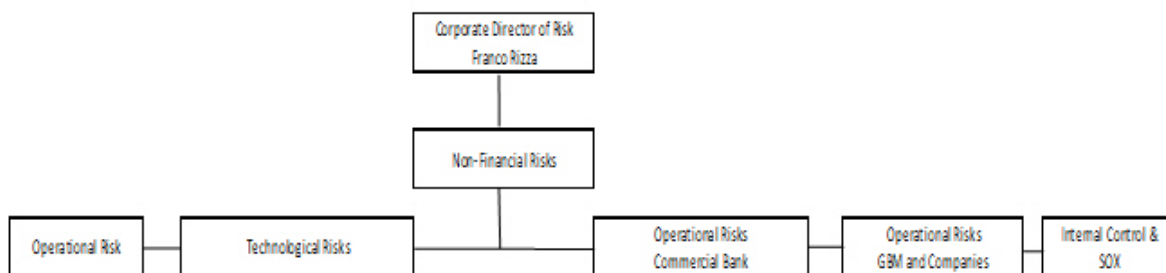 Corporate Director of Risk
Franco Rizza
Non-Financial Risks
Operational Risk
Technological Risks
Operational Risks
Commercial Bank
Operational Risks
GBM and Companies
Internal Control &
SOX